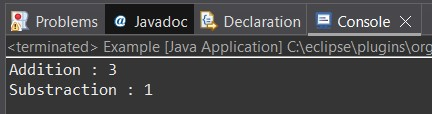 Problems @ Javadoc Declaration Console
<terminated> Example [Java Application] C:\eclipse\plugins\org
Addition : 3
Substraction : 1